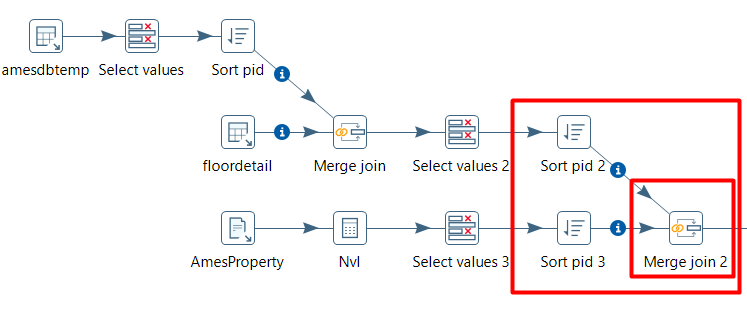 amesdbtemp
Select values
Sort pid
floordetail
Merge join
Select values 2
Sort pid 2
AmesProperty
Nvl
Select values 3
Sort pid 3
Merge join 2